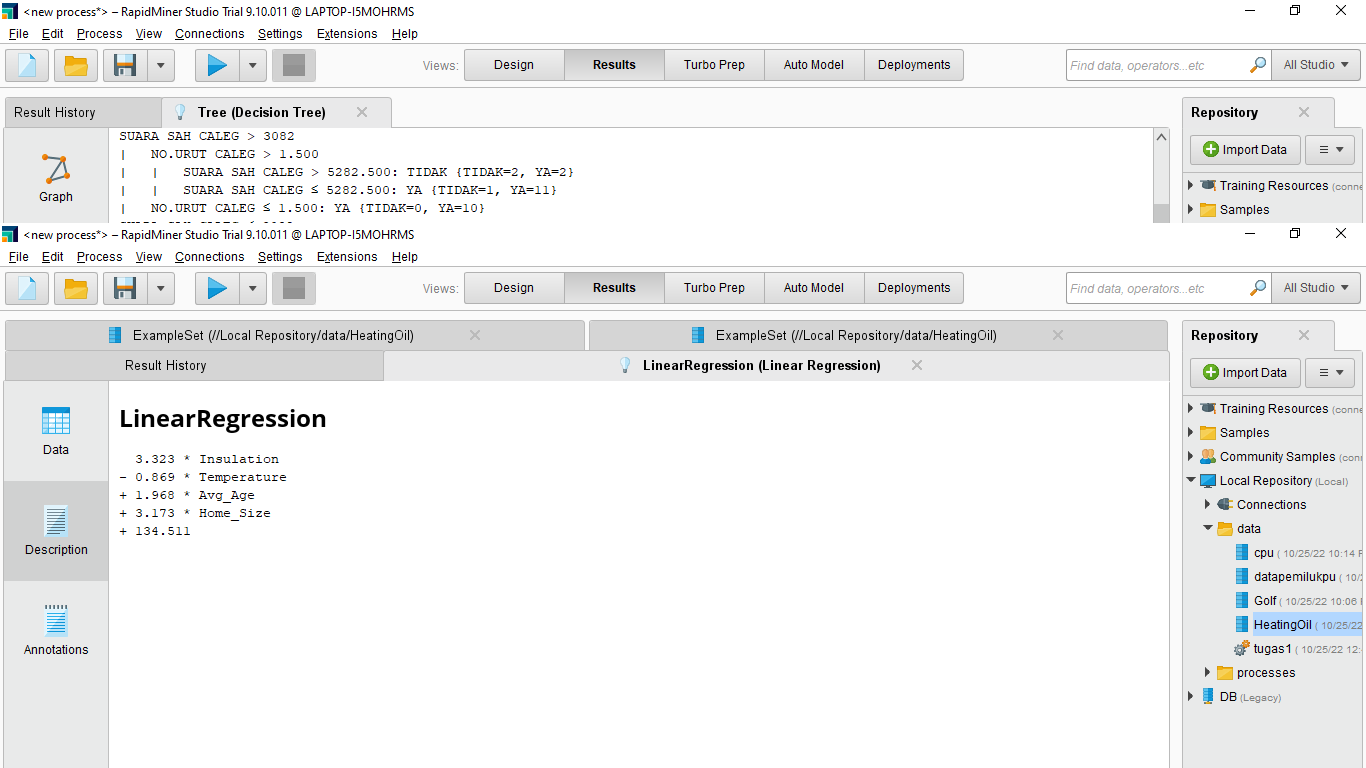 <new process*> – RapidMiner Studio Trial 9.10.011 @ LAPTOP-I5MOHRMS
File Edit Process View Connections Settings Extensions Help
Views: Design Results Turbo Prep Auto Model Deployments Find data, operators...etc All Studio
Result History Tree (Decision Tree) Repository
SUARA SAH CALEG > 3082
| NO.URUT CALEG > 1.500
| | SUARA SAH CALEG > 5282.500: TIDAK {TIDAK=2, YA=2}
| | SUARA SAH CALEG ≤ 5282.500: YA {TIDAK=1, YA=11}
| NO.URUT CALEG ≤ 1.500: YA {TIDAK=0, YA=10}
Graph
Import Data
Training Resources (conne
Samples
<new process*> – RapidMiner Studio Trial 9.10.011 @ LAPTOP-I5MOHRMS
File Edit Process View Connections Settings Extensions Help
Views: Design Results Turbo Prep Auto Model Deployments Find data, operators...etc All Studio
ExampleSet (///Local Repository/data/HeatingOil) ExampleSet (///Local Repository/data/HeatingOil) Repository
Result History LinearRegression (Linear Regression)
Data
Description
Annotations
LinearRegression
3.323 * Insulation
- 0.869 * Temperature
+ 1.968 * Avg_Age
+ 3.173 * Home_Size
+ 134.511
Import Data
Training Resources (conne
Samples
Community Samples (con
Local Repository (Local)
Connections
data
cpu ( 10/25/22 10:14 P
datapemilukpu ( 10/2
Golf ( 10/25/22 10:06
HeatingOil ( 10/25/22
tugas1 ( 10/25/22 12:
processes
DB (Legacy)